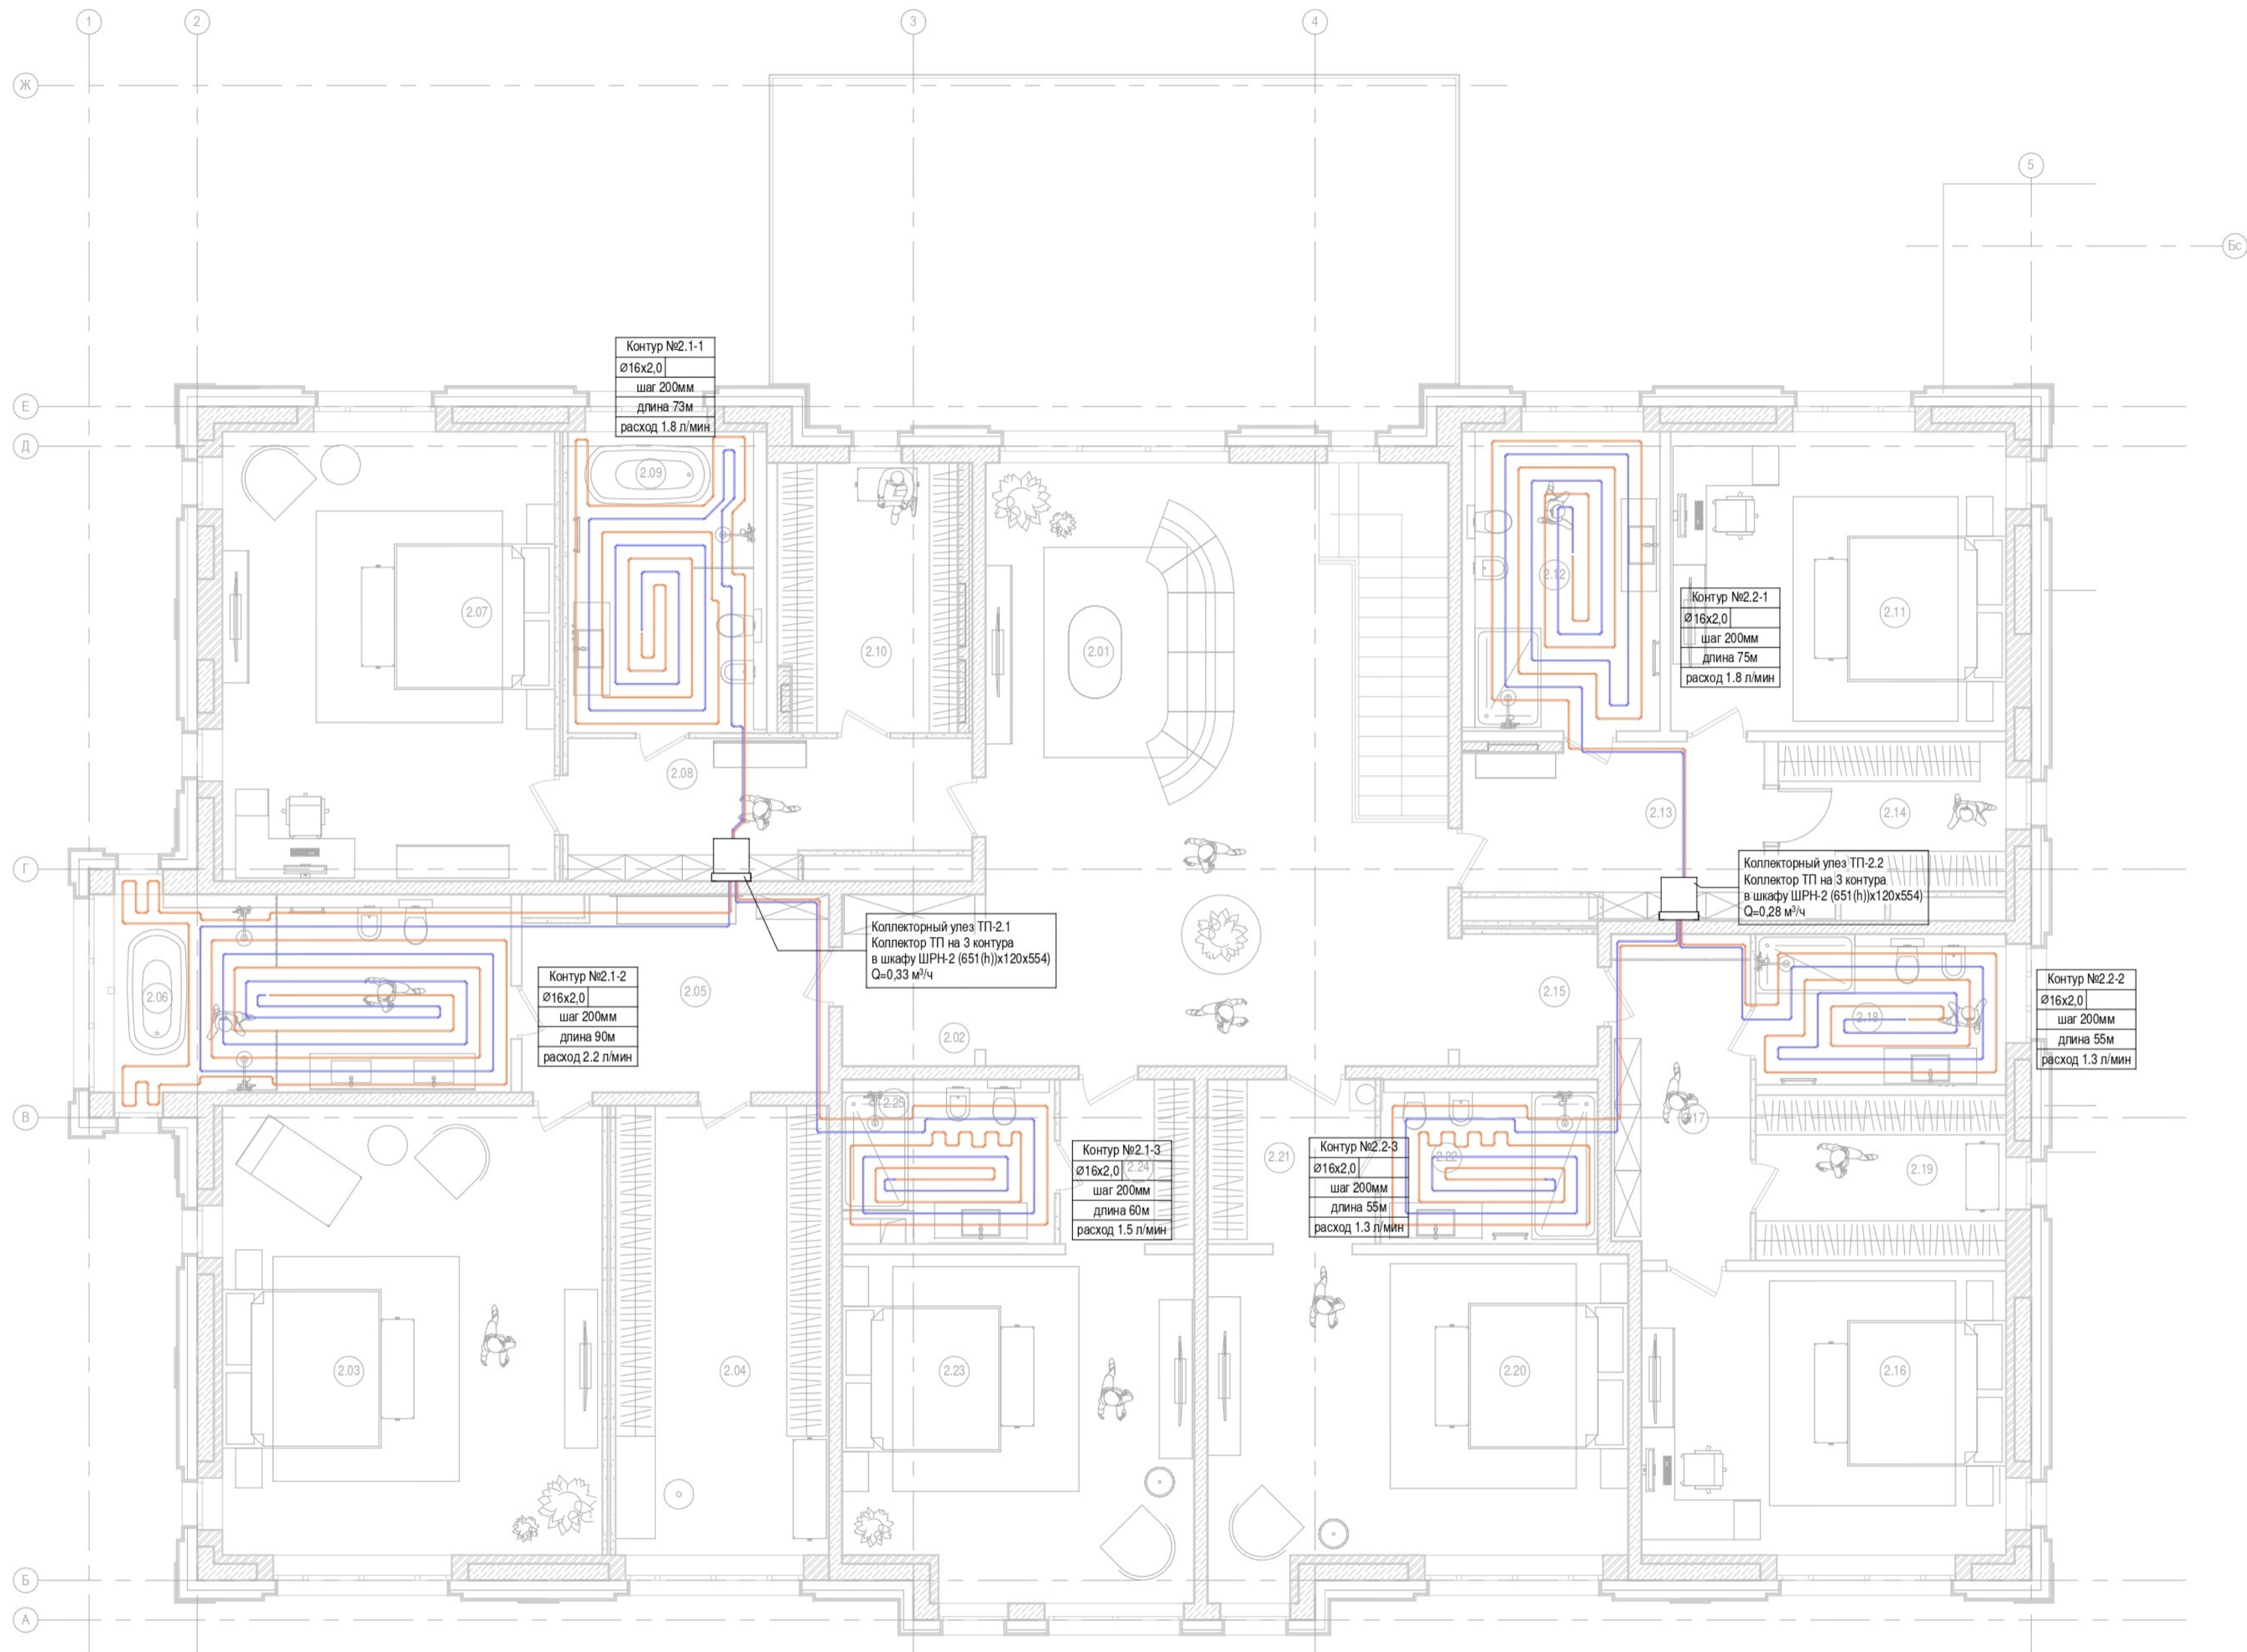 1
2
3
4
Ж
5
Бс
Контур №2.1-1
Ø16х2,0
шаг 200мм
длина 73м
расход 1.8 л/мин
Е
Д
2.09
2.07
2.10
2.01
2.12
Контур №2.2-1
Ø16х2,0
шаг 200мм
длина 75м
расход 1.8 л/мин
2.11
2.08
2.13
2.14
Г
Коллекторный улез ТП-2.2
Коллектор ТП на 3 контура
в шкафу ШРН-2 (651(h))х120х554)
Q=0,28 м³/ч
Коллекторный улез ТП-2.1
Коллектор ТП на 3 контура
в шкафу ШРН-2 (651(h))х120х554)
Q=0,33 м³/ч
2.06
Контур №2.1-2
Ø16х2,0
шаг 200мм
длина 90м
расход 2.2 л/мин
2.05
2.02
2.15
2.18
Контур №2.2-2
Ø16х2,0
шаг 200мм
длина 55м
расход 1.3 л/мин
В
2.25
2.17
Контур №2.1-3
Ø16х2,0
шаг 200мм
длина 60м
расход 1.5 л/мин
2.24
2.21
Контур №2.2-3
Ø16х2,0
шаг 200мм
длина 55м
расход 1.3 л/мин
2.22
2.19
2.03
2.04
2.23
2.20
2.16
Б
А